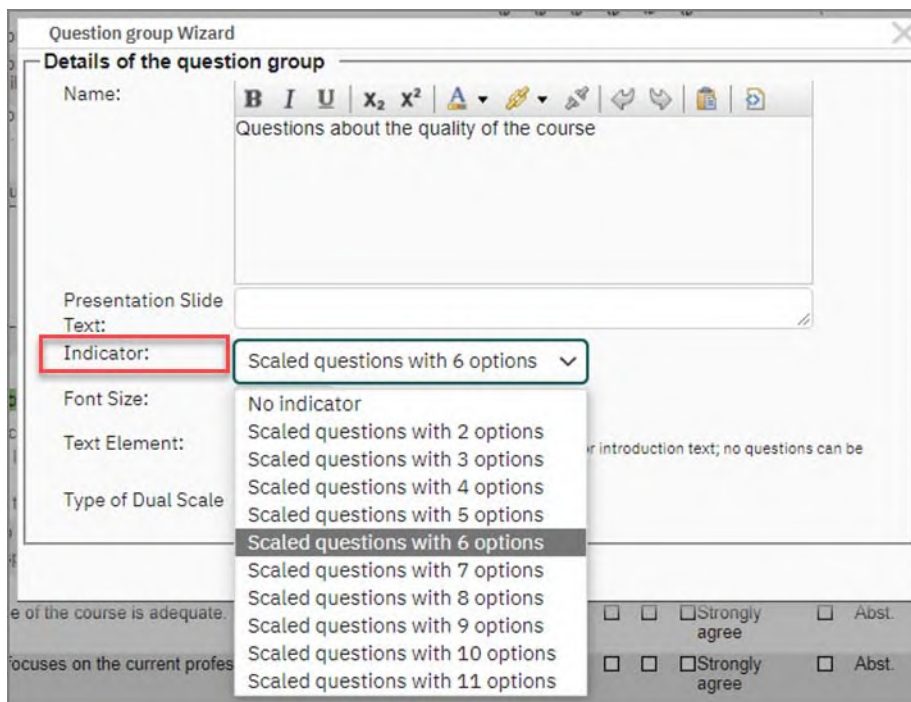 Question group Wizard
Details of the question group
Name:
B I U X₂ X² A
Questions about the quality of the course
Presentation Slide
Text:
Indicator:
Scaled questions with 6 options
Font Size:
No indicator
Scaled questions with 2 options
Text Element:
Scaled questions with 3 options
introduction text; no questions can be
Scaled questions with 4 options
Type of Dual Scale
Scaled questions with 5 options
Scaled questions with 6 options
Scaled questions with 7 options
Scaled questions with 8 options
e of the course is adequate.
Strongly
agree
Abst.
Scaled questions with 9 options
Scaled questions with 10 options
focuses on the current profes
Strongly
agree
Abst.
Scaled questions with 11 options